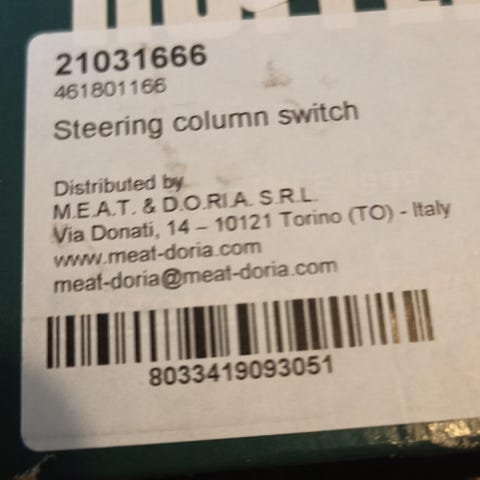 21031666
461801166
Steering column switch
Distributed by
M.E.A.T. & D.O.RI.A. S.R.L.
Via Donati, 14 – 10121 Torino (TO) - Italy
www.meat-doria.com
meat-doria@meat-doria.com
8033419093051